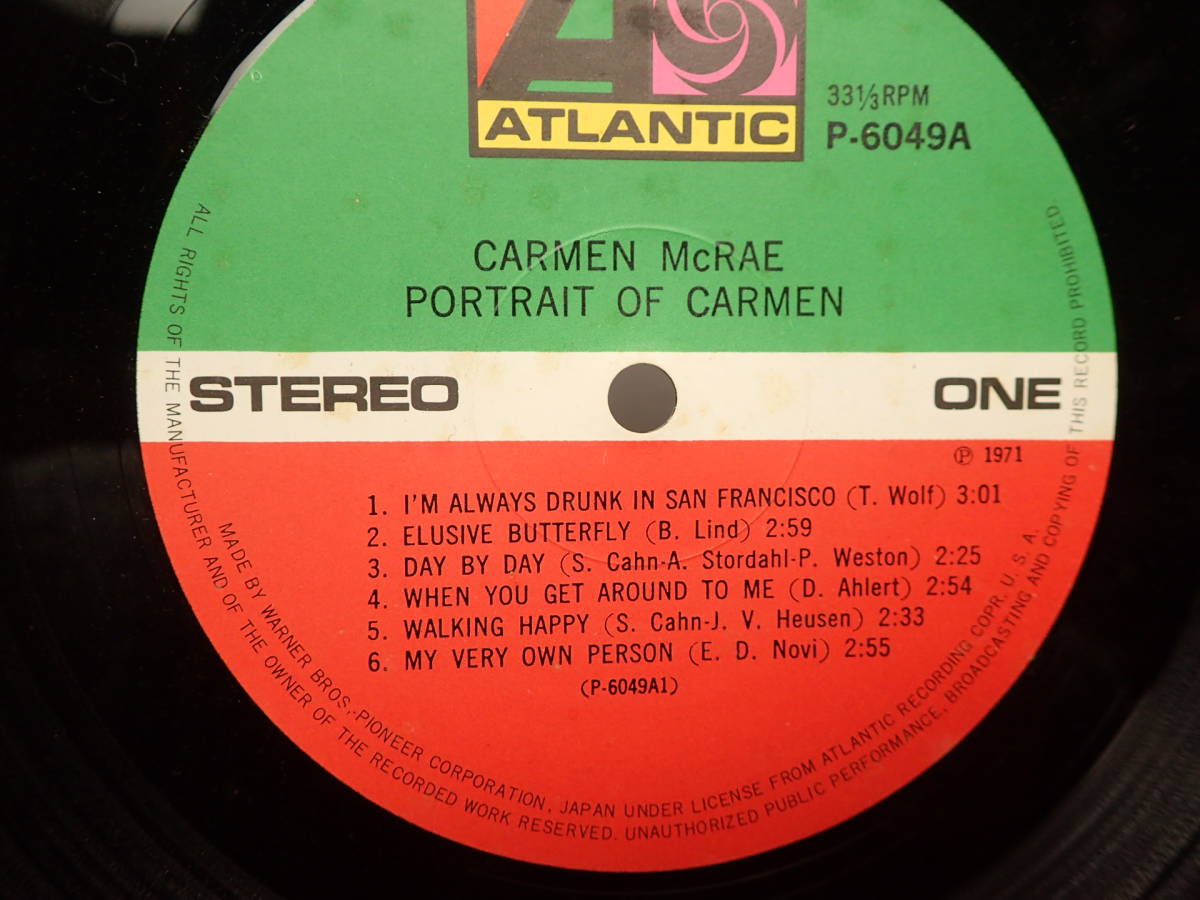 ATLANTIC
33 1/3 RPM
P-6049A
CARMEN McRAE
PORTRAIT OF CARMEN
STEREO
ONE
Ⓟ 1971
1. I'M ALWAYS DRUNK IN SAN FRANCISCO (T. Wolf) 3:01
2. ELUSIVE BUTTERFLY (B. Lind) 2:59
3. DAY BY DAY (S. Cahn-A. Stordahl-P. Weston) 2:25
4. WHEN YOU GET AROUND TO ME (D. Ahlert) 2:54
5. WALKING HAPPY (S. Cahn-J. V. Heusen) 2:33
6. MY VERY OWN PERSON (E. D. Novi) 2:55
(P-6049A1)
MADE BY WARNER BROS.-PIONEER CORPORATION, JAPAN UNDER LICENSE FROM ATLANTIC RECORDING COPR. U. S. A.
ALL RIGHTS OF THE MANUFACTURER AND OF THE OWNER OF THE RECORDED WORK RESERVED. UNAUTHORIZED PUBLIC PERFORMANCE, BROADCASTING AND COPYING OF THIS RECORD PROHIBITED.